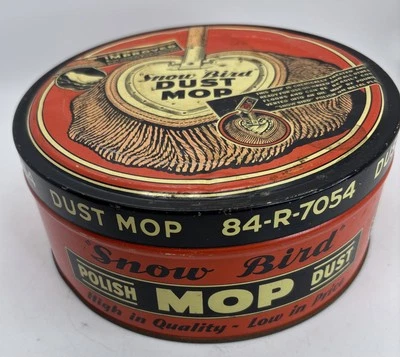 IMPROVED
Snow Bird
DUST
MOP
DUST MOP 84-R-7054
DU
"Snow Bird"
POLISH MOP DUST
High in Quality - Low in Price